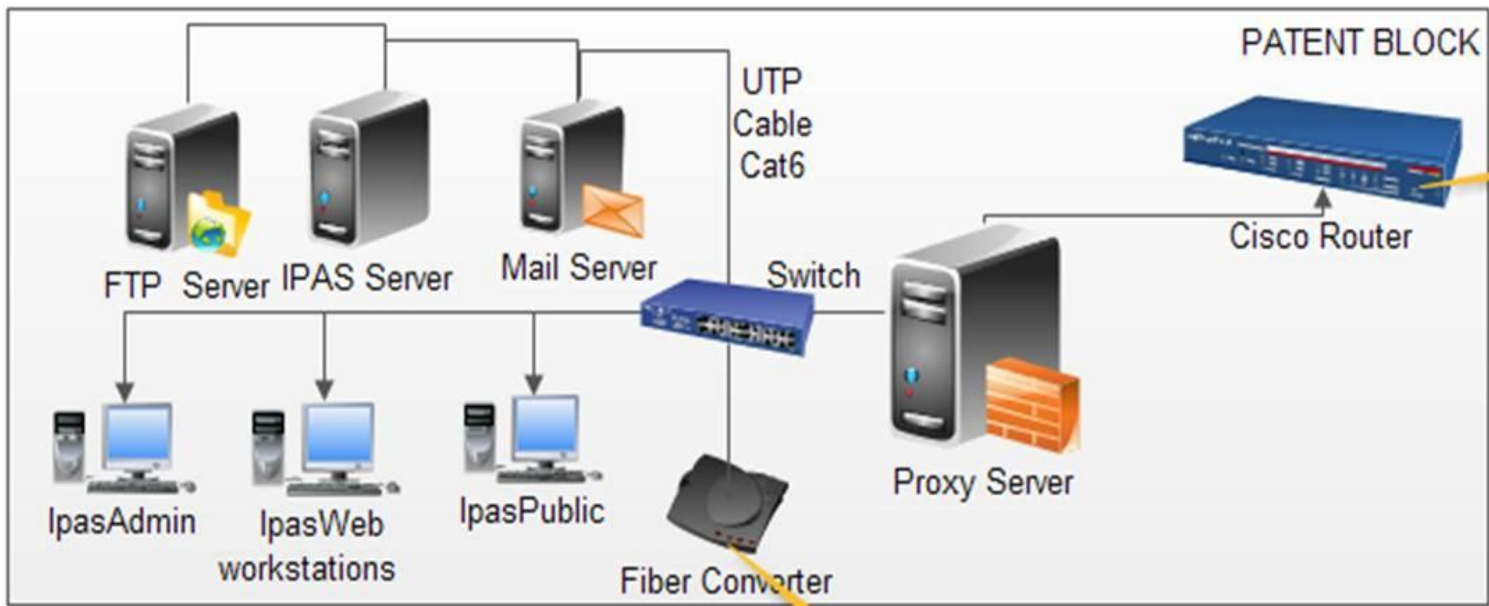 PATENT BLOCK
UTP
Cable
Cat6
Cisco Router
FTP Server
IPAS Server
Mail Server
Switch
Proxy Server
IpasAdmin
IpasWeb
workstations
IpasPublic
Fiber Converter